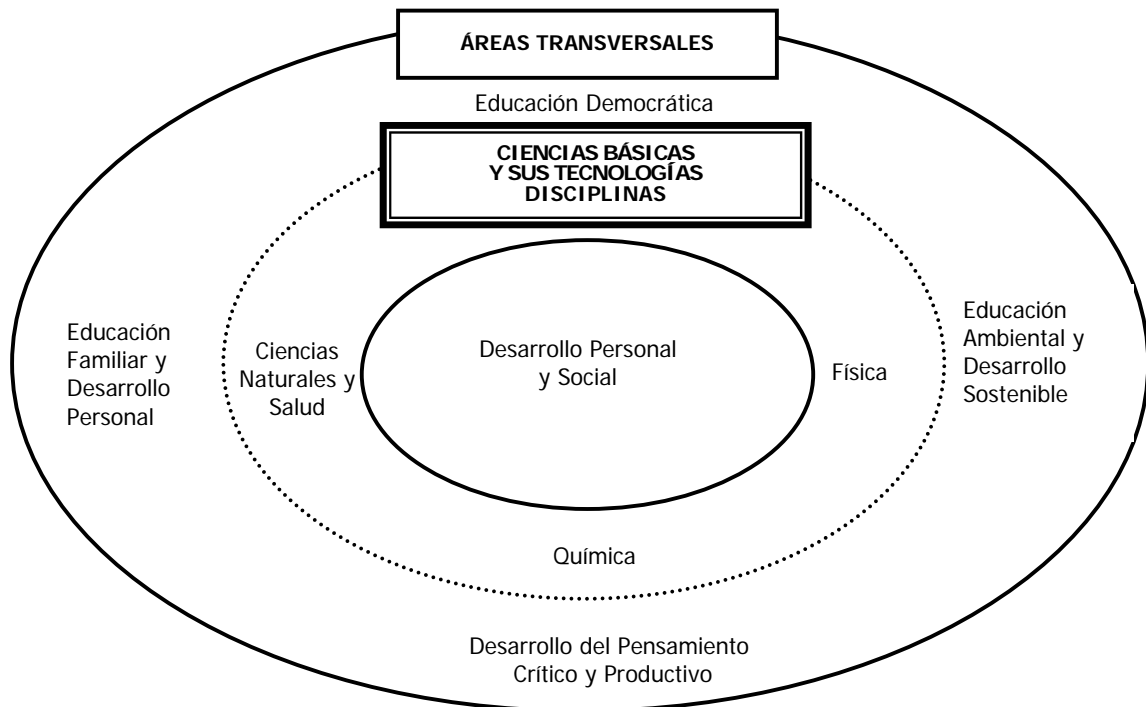 ÁREAS TRANSVERSALES
Educación Democrática
CIENCIAS BÁSICAS
Y SUS TECNOLOGÍAS
DISCIPLINAS
Educación
Familiar y
Desarrollo
Personal
Ciencias
Naturales y
Salud
Desarrollo Personal
y Social
Física
Educación
Ambiental y
Desarrollo
Sostenible
Química
Desarrollo del Pensamiento
Crítico y Productivo